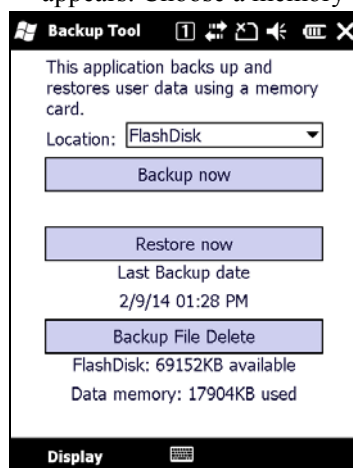 appears. Choose a memory
Backup Tool 1
This application backs up and
restores user data using a memory
card.
Location: FlashDisk
Backup now
Restore now
Last Backup date
2/9/14 01:28 PM
Backup File Delete
FlashDisk: 69152KB available
Data memory: 17904KB used
Display